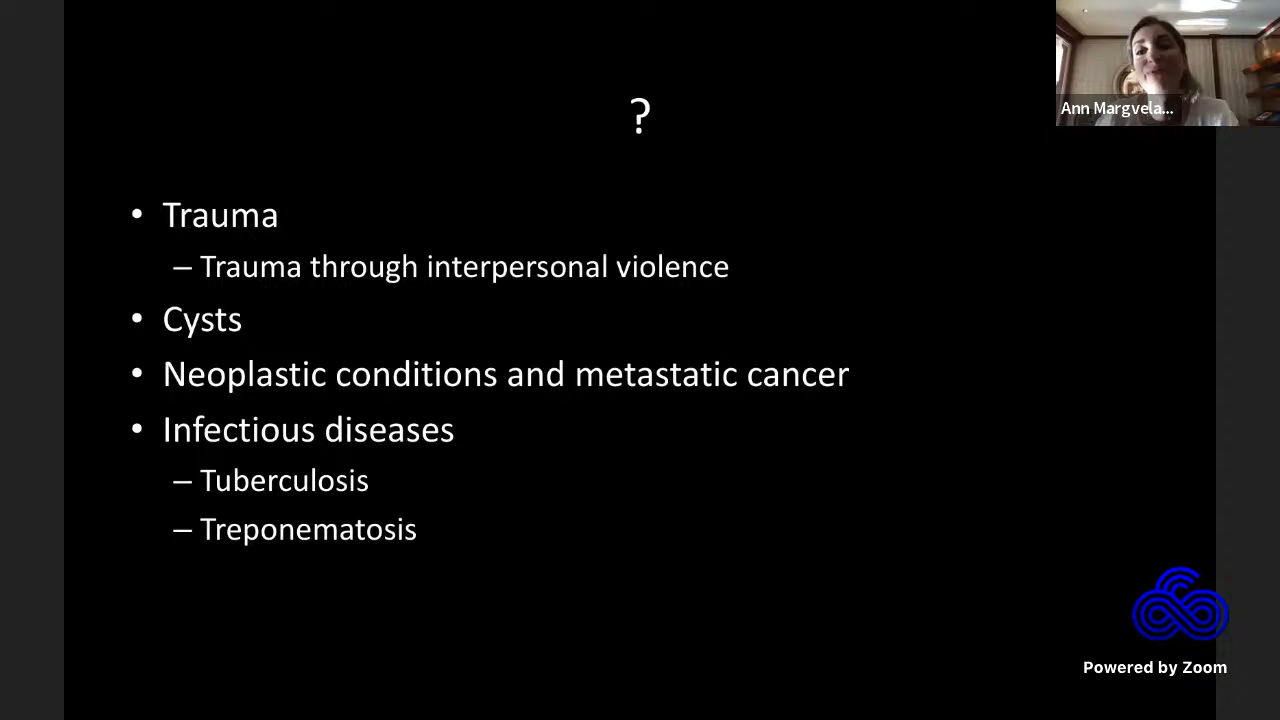 Ann Margvela...
?
• Trauma
– Trauma through interpersonal violence
• Cysts
• Neoplastic conditions and metastatic cancer
• Infectious diseases
– Tuberculosis
– Treponematosis
Powered by Zoom